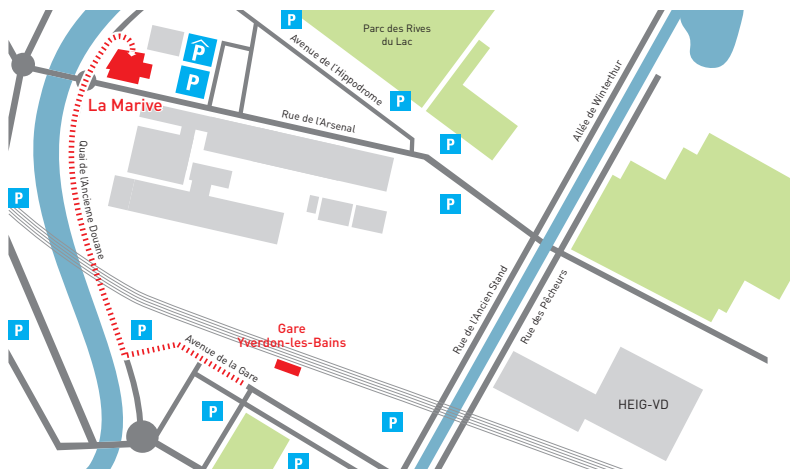 P
Parc des Rives
du Lac
Avenue de l'Hippodrome
P
P
La Marive
P
Rue de l'Arsenal
Allée de Winterthur
P
Quai de l'Ancienne Douane
P
P
Rue de l'Ancien Stand
Rue des Pêcheurs
P
P
Gare
Yverdon-les-Bains
Avenue de la Gare
HEIG-VD
P
P
P